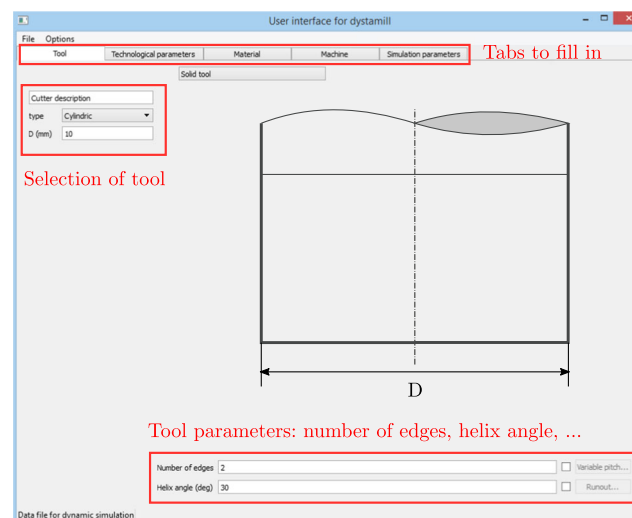 User interface for dystamill
File Options
Tool Technological parameters Material Machine Simulation parameters
Tabs to fill in
Solid tool
Cutter description
type Cylindric
D (mm) 10
Selection of tool
D
Tool parameters: number of edges, helix angle, ...
Number of edges 2 Variable pitch...
Helix angle (deg) 30 Runout...
Data file for dynamic simulation